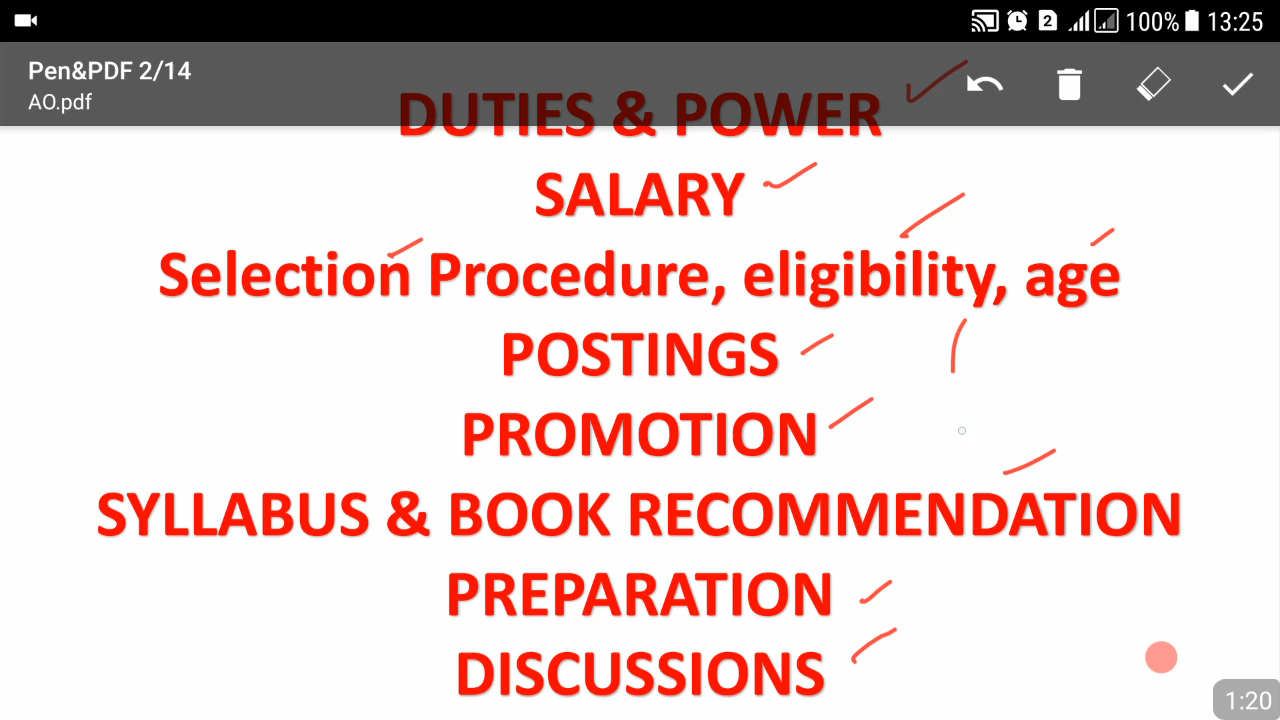 2 100% 13:25
Pen&PDF 2/14
AO.pdf
DUTIES & POWER
SALARY
Selection Procedure, eligibility, age
POSTINGS
PROMOTION
SYLLABUS & BOOK RECOMMENDATION
PREPARATION
DISCUSSIONS
1:20